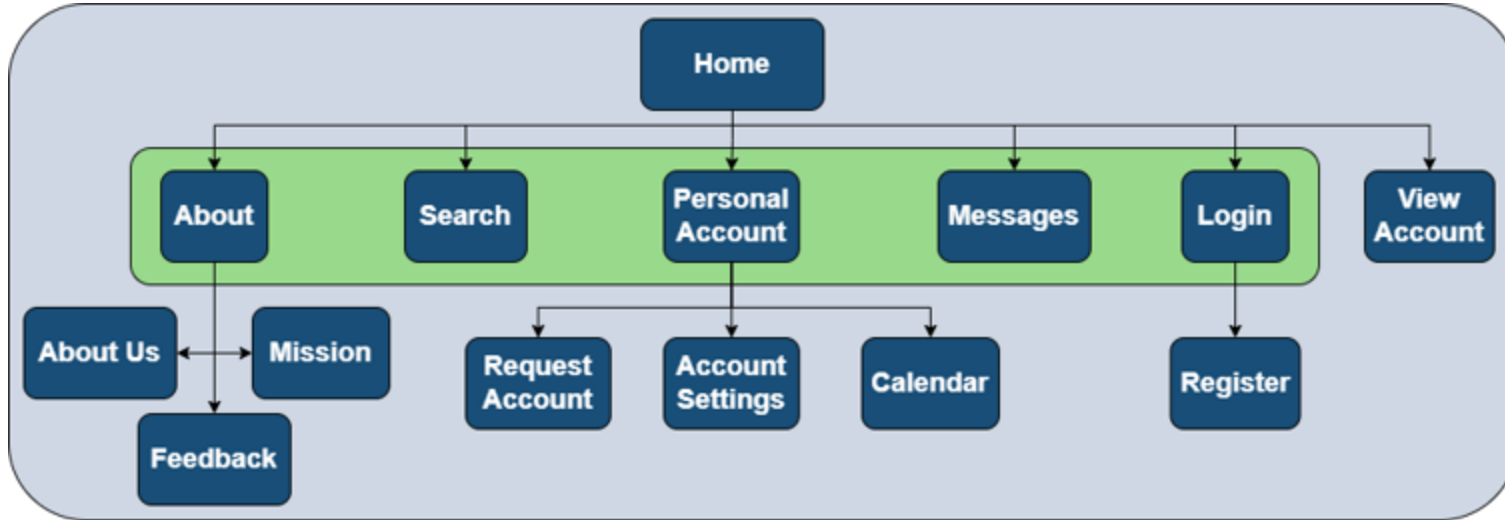 Home
About
Search
Personal
Account
Messages
Login
View
Account
About Us
Mission
Feedback
Request
Account
Account
Settings
Calendar
Register